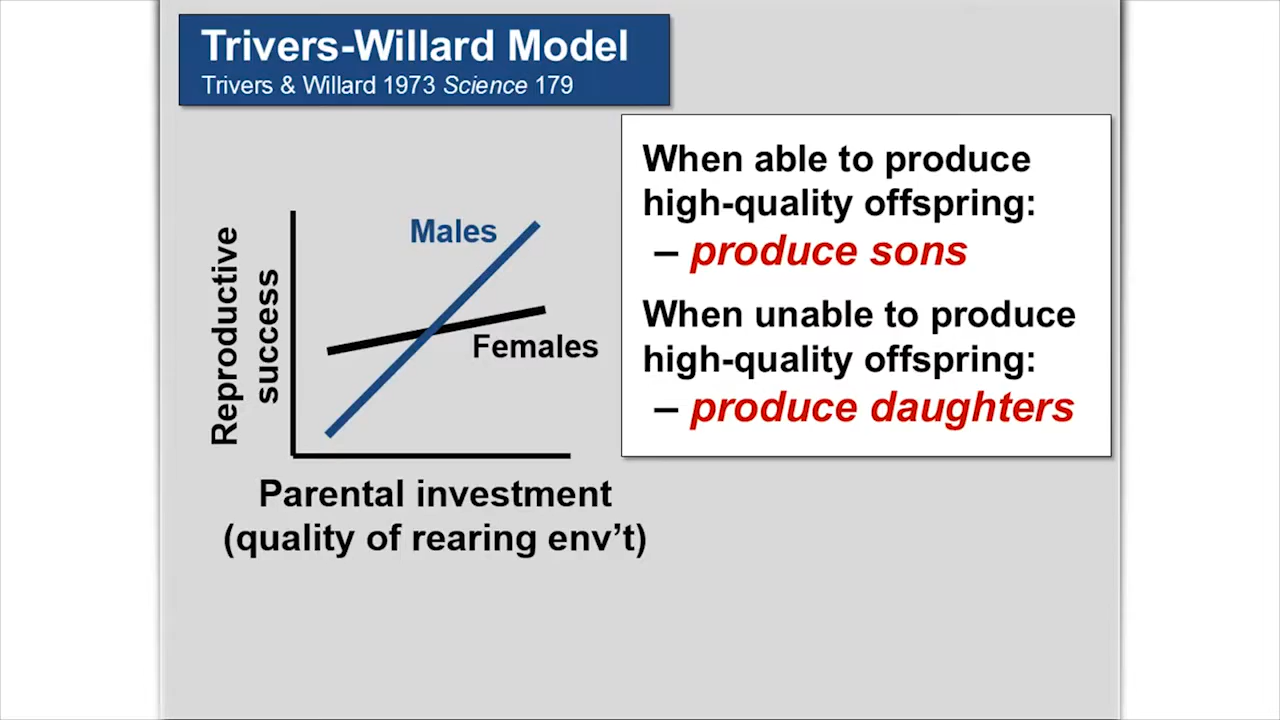 Trivers-Willard Model
Trivers & Willard 1973 Science 179
Reproductive
success
Males
Females
Parental investment
(quality of rearing env’t)
When able to produce
high-quality offspring:
– produce sons
When unable to produce
high-quality offspring:
– produce daughters